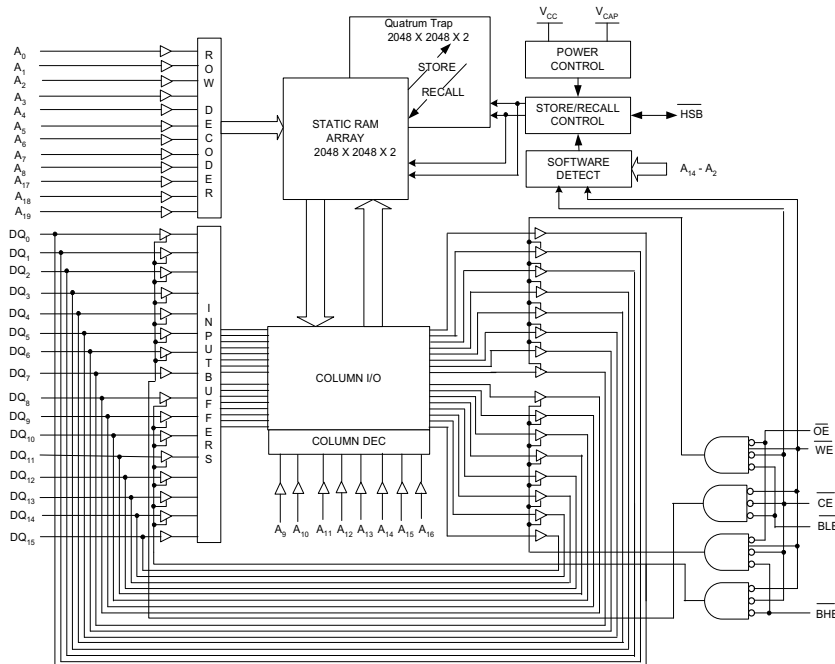 Quatrum Trap
2048 X 2048 X 2
STORE
RECALL
V_CC
V_CAP
POWER
CONTROL
STORE/RECALL
CONTROL
HSB
SOFTWARE
DETECT
A_14 - A_2
STATIC RAM
ARRAY
2048 X 2048 X 2
A_0
A_1
A_2
A_3
A_4
A_5
A_6
A_7
A_8
A_17
A_18
A_19
ROW DECODER
DQ_0
DQ_1
DQ_2
DQ_3
DQ_4
DQ_5
DQ_6
DQ_7
DQ_8
DQ_9
DQ_10
DQ_11
DQ_12
DQ_13
DQ_14
DQ_15
INPUTBUFFERS
COLUMN I/O
COLUMN DEC
A_9
A_10
A_11
A_12
A_13
A_14
A_15
A_16
OE
WE
CE
BLE
BHE